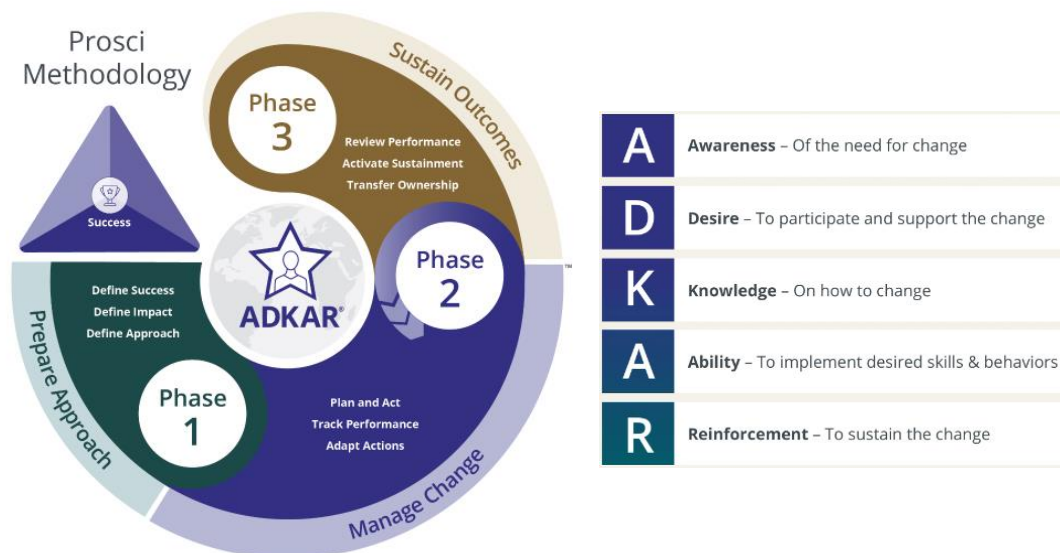 Prosci
Methodology
Success
Phase
3
Sustain Outcomes
Review Performance
Activate Sustainment
Transfer Ownership
Phase
2
™
ADKAR®
Define Success
Define Impact
Define Approach
Prepare Approach
Phase
1
Plan and Act
Track Performance
Adapt Actions
Manage Change
A
Awareness – Of the need for change
D
Desire – To participate and support the change
K
Knowledge – On how to change
A
Ability – To implement desired skills & behaviors
R
Reinforcement – To sustain the change